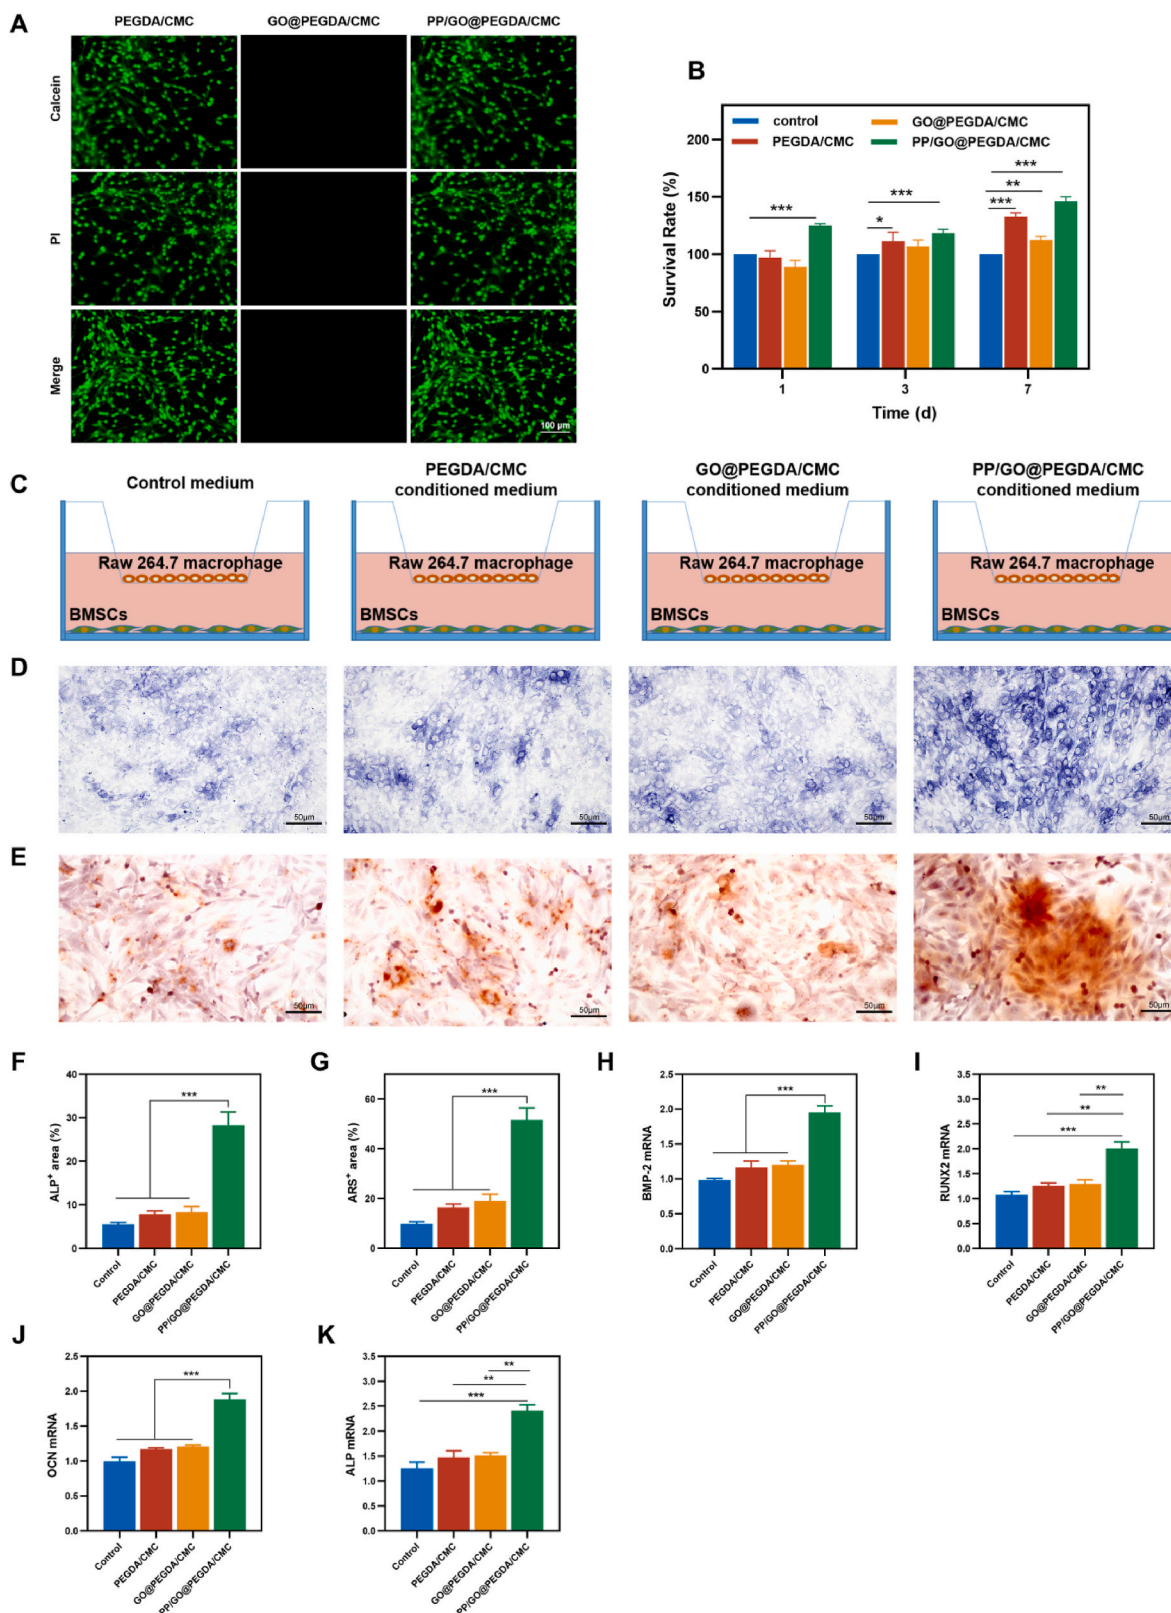 A
PEGDA/CMC
GO@PEGDA/CMC
PP/GO@PEGDA/CMC
Calcein
PI
Merge
100 μm
B
control
GO@PEGDA/CMC
PEGDA/CMC
PP/GO@PEGDA/CMC
Survival Rate (%)
200
150
100
50
0
***
*
***
***
**
***
1
3
7
Time (d)
C
Control medium
PEGDA/CMC
conditioned medium
GO@PEGDA/CMC
conditioned medium
PP/GO@PEGDA/CMC
conditioned medium
Raw 264.7 macrophage
BMSCs
Raw 264.7 macrophage
BMSCs
Raw 264.7 macrophage
BMSCs
Raw 264.7 macrophage
BMSCs
D
50μm
50μm
50μm
50μm
E
50μm
50μm
50μm
50μm
F
ALP+ area (%)
40
30
20
10
0
***
Control
PEGDA/CMC
GO@PEGDA/CMC
PP/GO@PEGDA/CMC
G
ARS+ area (%)
60
40
20
0
***
Control
PEGDA/CMC
GO@PEGDA/CMC
PP/GO@PEGDA/CMC
H
BMP-2 mRNA
2.5
2.0
1.5
1.0
0.5
0.0
***
Control
PEGDA/CMC
GO@PEGDA/CMC
PP/GO@PEGDA/CMC
I
RUNX2 mRNA
3.5
3.0
2.5
2.0
1.5
1.0
0.5
0.0
**
**
***
Control
PEGDA/CMC
GO@PEGDA/CMC
PP/GO@PEGDA/CMC
J
OCN mRNA
2.5
2.0
1.5
1.0
0.5
0.0
***
Control
PEGDA/CMC
GO@PEGDA/CMC
PP/GO@PEGDA/CMC
K
ALP mRNA
3.5
3.0
2.5
2.0
1.5
1.0
0.5
0.0
**
**
***
Control
PEGDA/CMC
GO@PEGDA/CMC
PP/GO@PEGDA/CMC